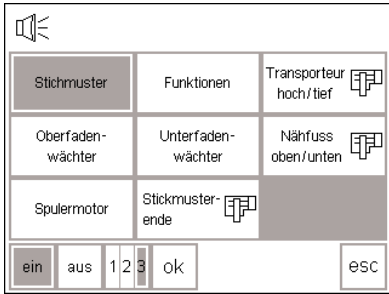 Stichmuster
Funktionen
Transporteur
hoch/tief
Oberfaden-
wächter
Unterfaden-
wächter
Nähfuss
oben/unten
Spulermotor
Stickmuster-
ende
ein aus 1 2 3 ok esc